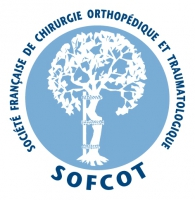 SOCIÉTÉ FRANÇAISE DE CHIRURGIE ORTHOPÉDIQUE ET TRAUMATOLOGIQUE
SOFCOT